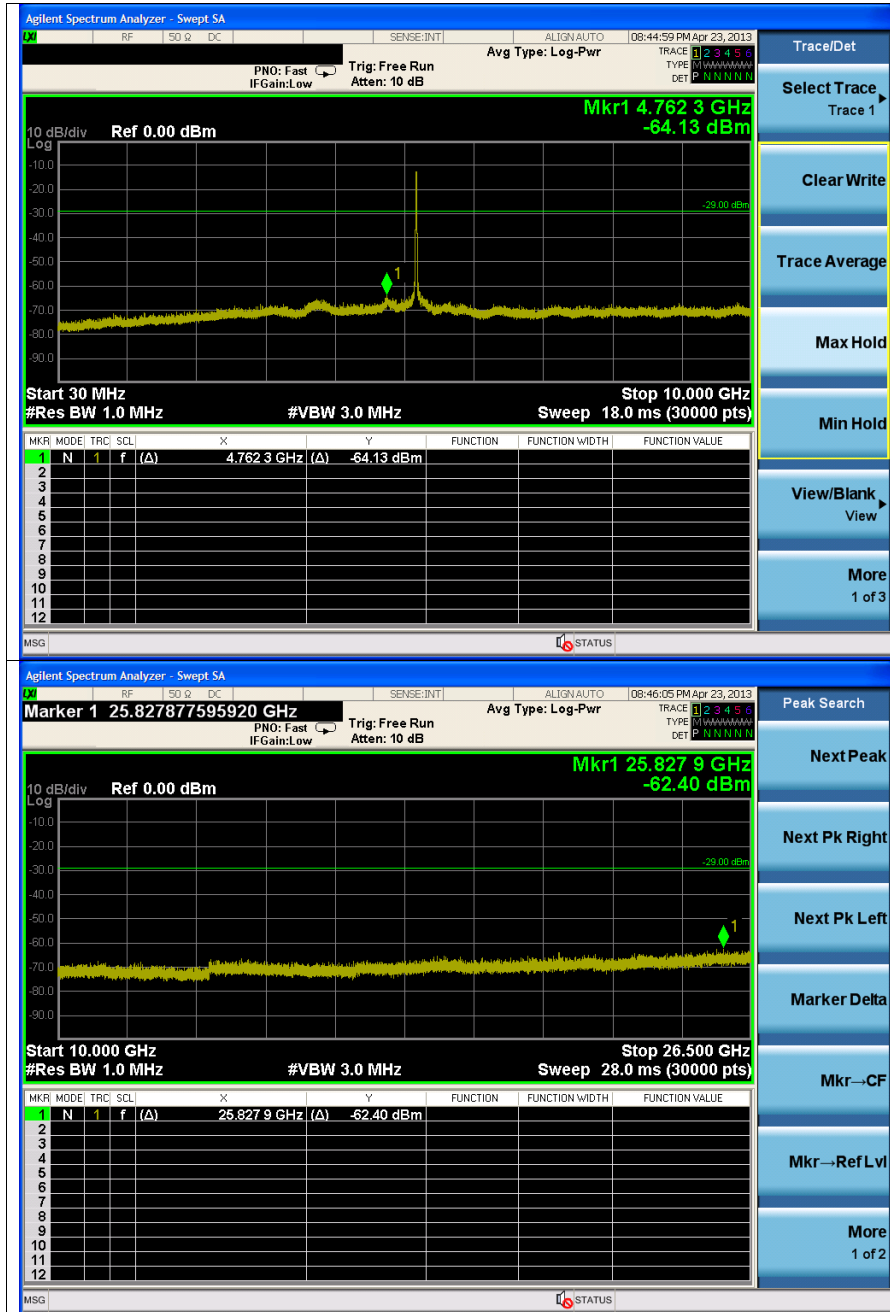 Agilent Spectrum Analyzer - Swept SA
LXI RF 50 Ω DC SENSE:INT ALIGN AUTO 08:44:59 PM Apr 23, 2013
Avg Type: Log-Pwr TRACE 1 2 3 4 5 6
PNO: Fast Trig: Free Run TYPE M WWWWW
IFGain:Low Atten: 10 dB DET P N N N N N
Mkr1 4.762 3 GHz
-64.13 dBm
10 dB/div Ref 0.00 dBm
Log
-10.0
-20.0
-29.00 dBm
-30.0
-40.0
-50.0
1
-60.0
-70.0
-80.0
-90.0
Start 30 MHz Stop 10.000 GHz
#Res BW 1.0 MHz #VBW 3.0 MHz Sweep 18.0 ms (30000 pts)
MKR MODE TRC SCL X Y FUNCTION FUNCTION WIDTH FUNCTION VALUE
1 N 1 f (Δ) 4.762 3 GHz (Δ) -64.13 dBm
2
3
4
5
6
7
8
9
10
11
12
MSG STATUS
Trace/Det
Select Trace
Trace 1
Clear Write
Trace Average
Max Hold
Min Hold
View/Blank
View
More
1 of 3
Agilent Spectrum Analyzer - Swept SA
LXI RF 50 Ω DC SENSE:INT ALIGN AUTO 08:46:05 PM Apr 23, 2013
Marker 1 25.827877595920 GHz Avg Type: Log-Pwr TRACE 1 2 3 4 5 6
PNO: Fast Trig: Free Run TYPE M WWWWW
IFGain:Low Atten: 10 dB DET P N N N N N
Mkr1 25.827 9 GHz
-62.40 dBm
10 dB/div Ref 0.00 dBm
Log
-10.0
-20.0
-29.00 dBm
-30.0
-40.0
-50.0
1
-60.0
-70.0
-80.0
-90.0
Start 10.000 GHz Stop 26.500 GHz
#Res BW 1.0 MHz #VBW 3.0 MHz Sweep 28.0 ms (30000 pts)
MKR MODE TRC SCL X Y FUNCTION FUNCTION WIDTH FUNCTION VALUE
1 N 1 f (Δ) 25.827 9 GHz (Δ) -62.40 dBm
2
3
4
5
6
7
8
9
10
11
12
MSG STATUS
Peak Search
Next Peak
Next Pk Right
Next Pk Left
Marker Delta
Mkr→CF
Mkr→Ref Lvl
More
1 of 2